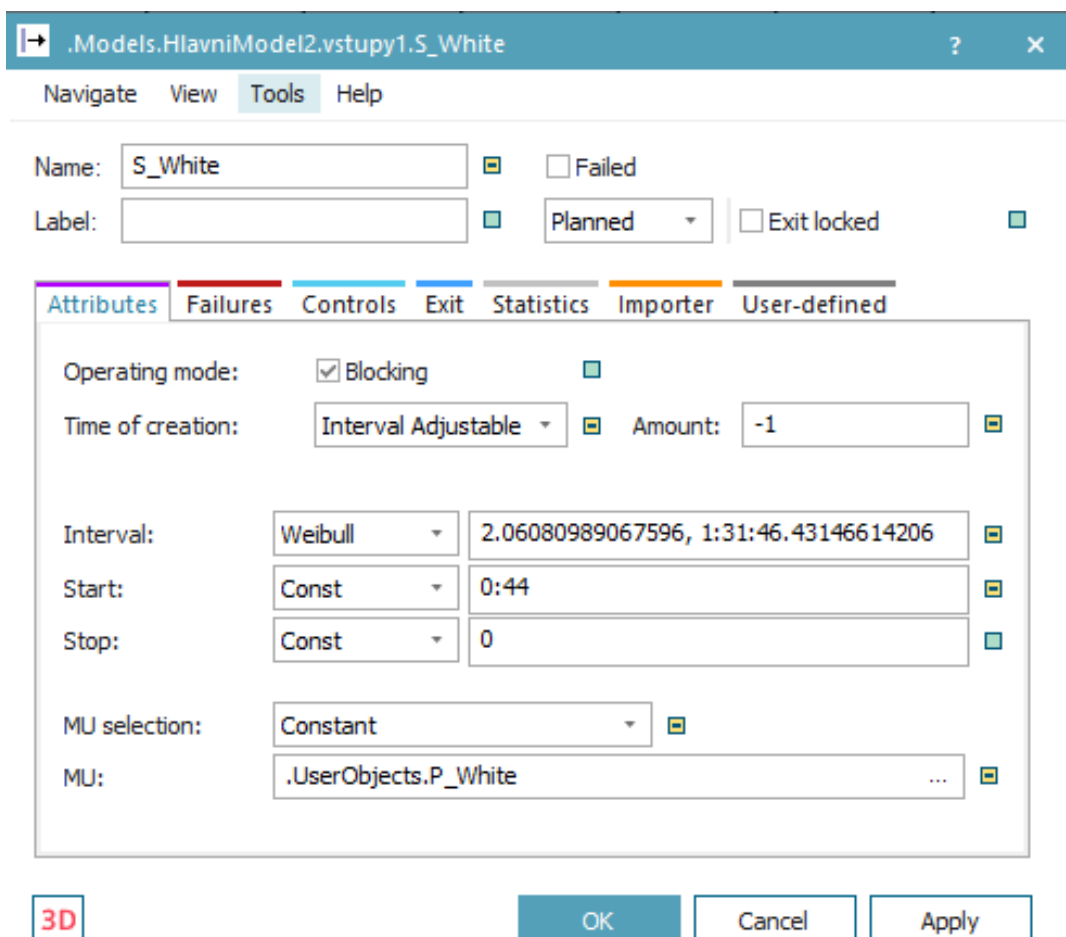 .Models.HlavniModel2.vstupy1.S_White ? ×
Navigate View Tools Help
Name: S_White Failed
Label: Planned Exit locked
Attributes Failures Controls Exit Statistics Importer User-defined
Operating mode: Blocking
Time of creation: Interval Adjustable Amount: -1
Interval: Weibull 2.06080989067596, 1:31:46.43146614206
Start: Const 0:44
Stop: Const 0
MU selection: Constant
MU: .UserObjects.P_White ...
3D OK Cancel Apply